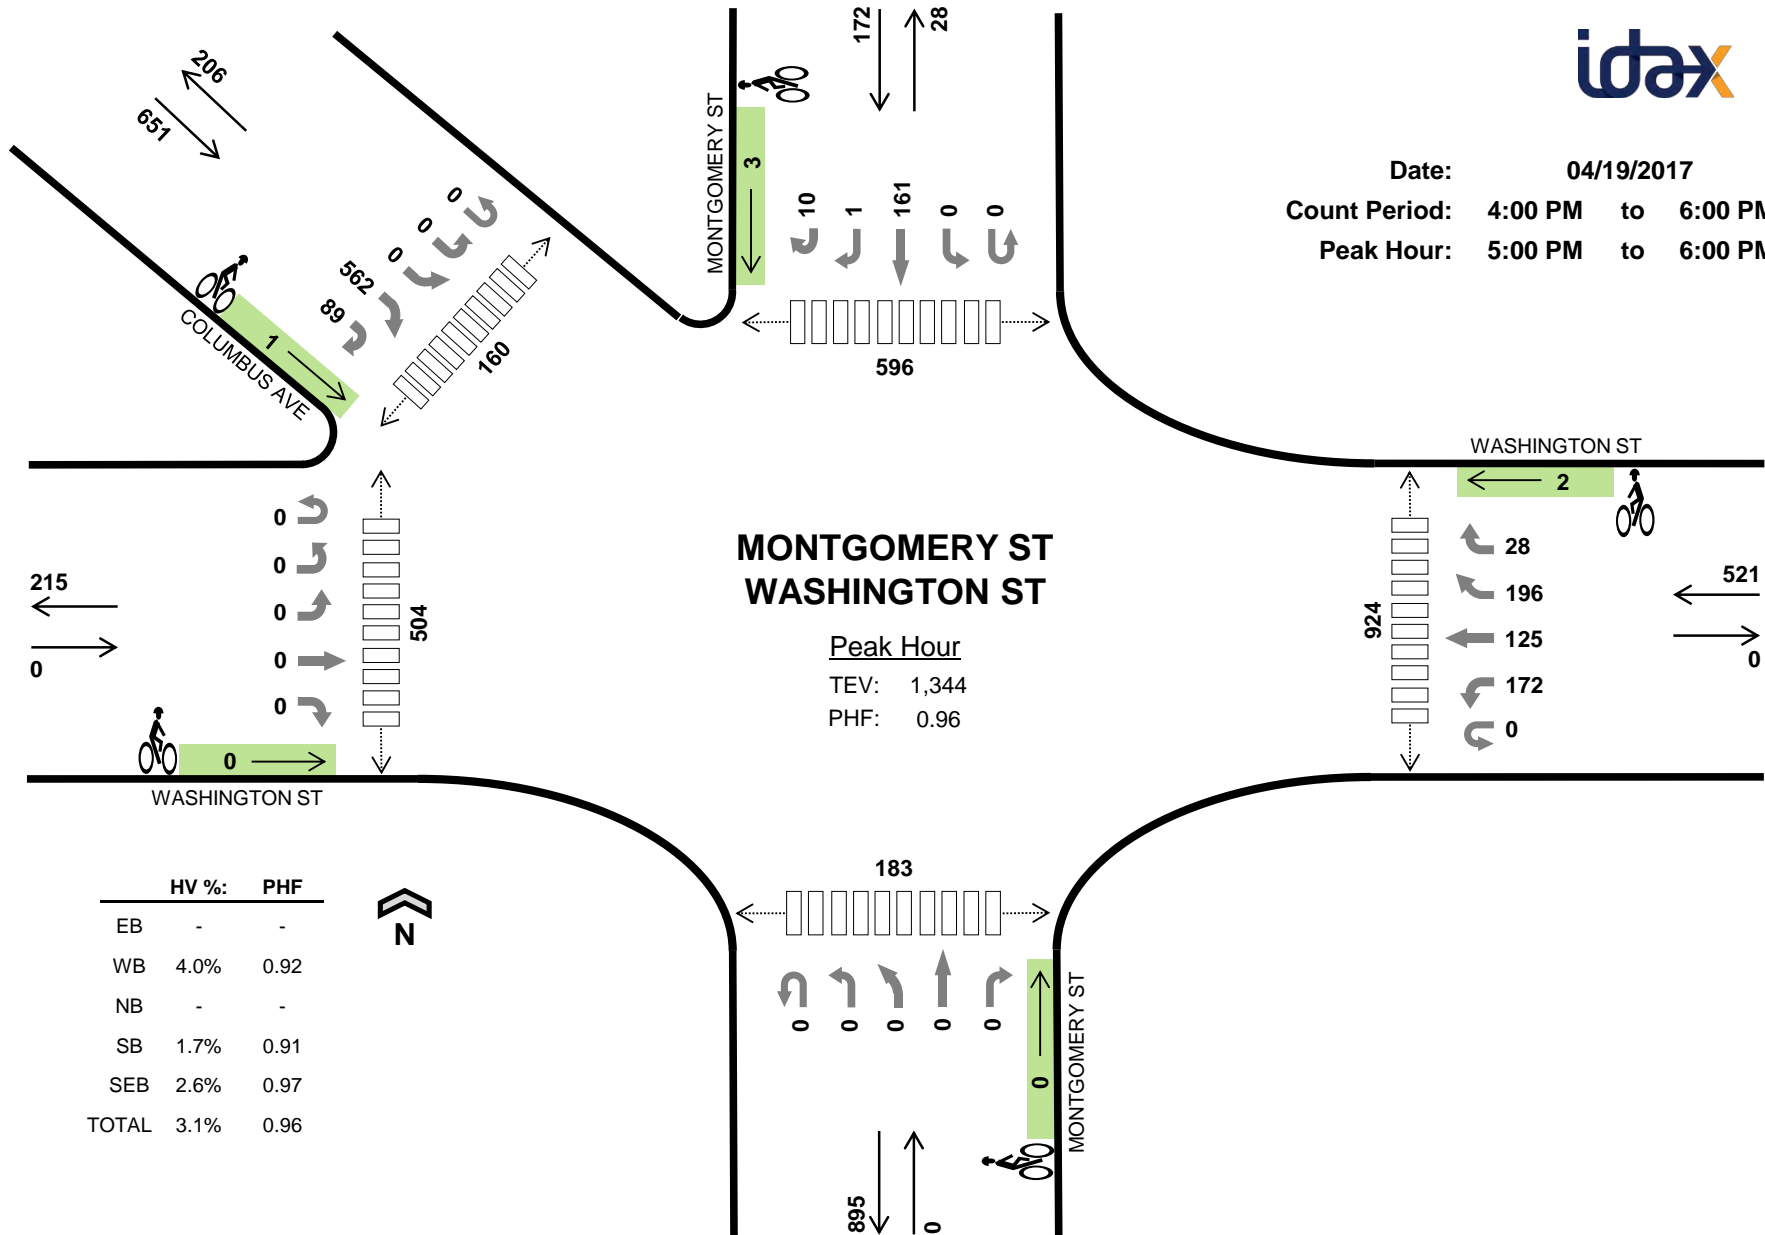 172
28
idax
206
651
MONTGOMERY ST
3
10
1
161
0
0
Date: 04/19/2017
Count Period: 4:00 PM to 6:00 PM
Peak Hour: 5:00 PM to 6:00 PM
0
0
0
562
89
1
COLUMBUS AVE
160
596
WASHINGTON ST
2
0
0
0
0
0
504
215
0
0
WASHINGTON ST
MONTGOMERY ST
WASHINGTON ST
Peak Hour
TEV: 1,344
PHF: 0.96
924
28
196
125
172
0
521
0
HV %: PHF
EB - -
WB 4.0% 0.92
NB - -
SB 1.7% 0.91
SEB 2.6% 0.97
TOTAL 3.1% 0.96
N
183
0
0
0
0
0
0
MONTGOMERY ST
895
0